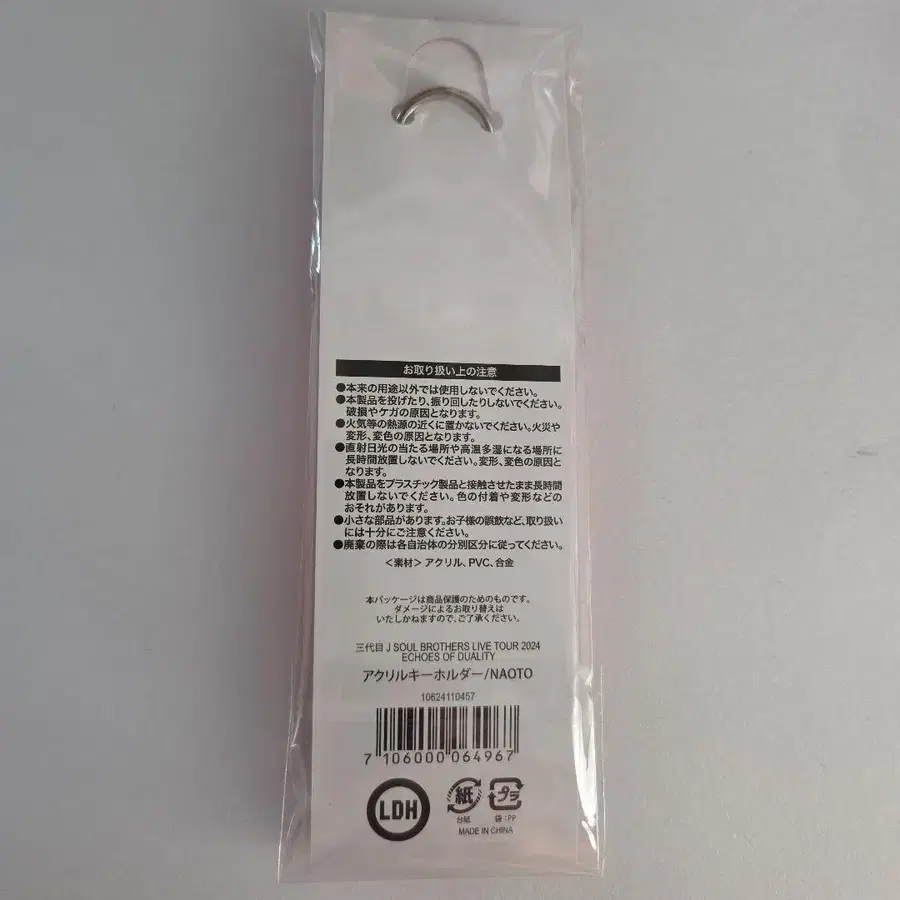 お取り扱い上の注意
●本来の用途以外では使用しないでください。
●本製品を投げたり、振り回したりしないでください。
破損やケガの原因となります。
●火気等の熱源の近くに置かないでください。火災や
変形、変色の原因となります。
●直射日光の当たる場所や高温多湿になる場所に
長時間放置しないでください。変形、変色の原因と
なります。
●本製品をプラスチック製品と接触させたまま長時間
放置しないでください。色の付着や変形などの
おそれがあります。
●小さな部品があります。お子様の誤飲など、取り扱い
には十分にご注意ください。
●廃棄の際は各自治体の分別区分に従ってください。
＜素材＞アクリル、PVC、合金
本パッケージは商品保護のためのものです。
ダメージによるお取り替えは
いたしかねますので、ご了承ください。
三代目 J SOUL BROTHERS LIVE TOUR 2024
ECHOES OF DUALITY
アクリルキーホルダー/NAOTO
10624110457
7 106000 064967
LDH
紙
プラ
台紙
袋：PP
MADE IN CHINA